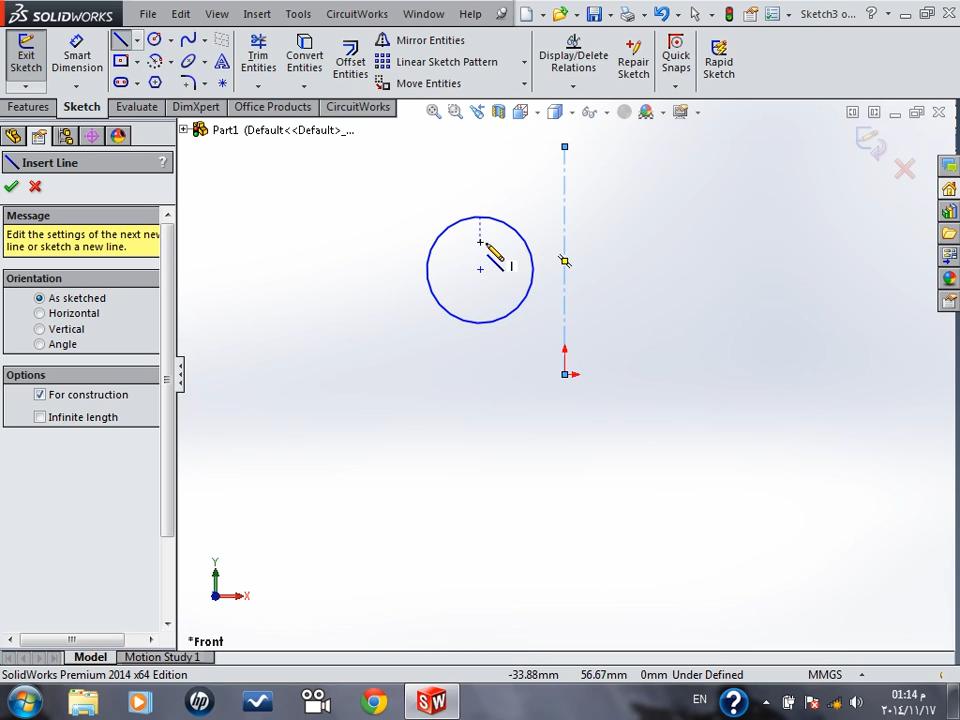 SOLIDWORKS File Edit View Insert Tools CircuitWorks Window Help Sketch3 o... ?
Exit Sketch
Smart Dimension
Trim Entities
Convert Entities
Offset Entities
Mirror Entities
Linear Sketch Pattern
Move Entities
Display/Delete Relations
Repair Sketch
Quick Snaps
Rapid Sketch
Features Sketch Evaluate DimXpert Office Products CircuitWorks
Part1 (Default<<Default>_...
Insert Line ?
Message
Edit the settings of the next new
line or sketch a new line.
Orientation
As sketched
Horizontal
Vertical
Angle
Options
For construction
Infinite length
Y
X
*Front
Model Motion Study 1
SolidWorks Premium 2014 x64 Edition -33.88mm 56.67mm 0mm Under Defined MMGS
EN ? م 01:14
٢٠١٤/١١/١٧